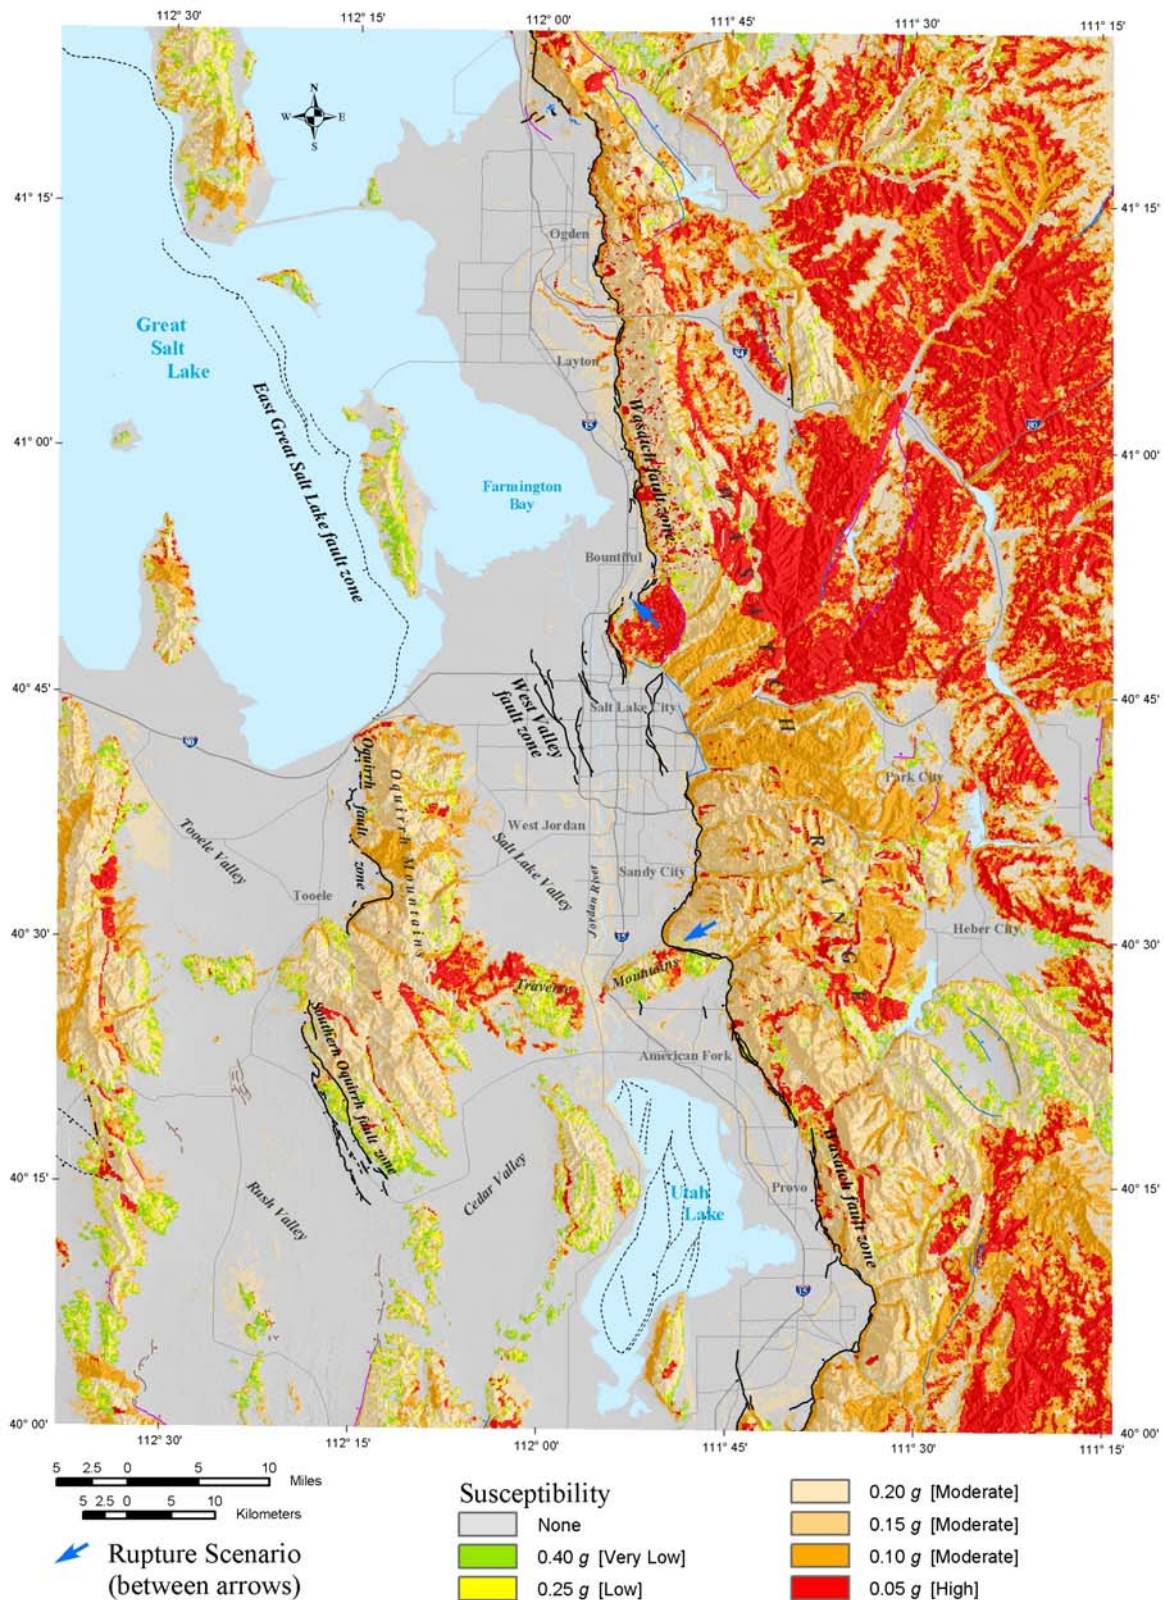 112° 30'
112° 15'
112° 00'
111° 45'
111° 30'
111° 15'
N
W
E
S
41° 15'
41° 15'
Ogden
Great
Salt
Lake
84
Layton
15
80
East Great Salt Lake fault zone
Wasatch fault zone
41° 00'
41° 00'
Farmington
Bay
Bountiful
WASATCH
40° 45'
40° 45'
West Valley
fault zone
Salt Lake City
80
Oquirrh fault zone
Oquirrh Mountains
Park City
Tooele Valley
West Jordan
Salt Lake Valley
RANGE
Sandy City
Tooele
Jordan River
15
Heber City
40° 30'
40° 30'
Traverse
Mountains
Southern Oquirrh fault zone
American Fork
Wasatch fault zone
40° 15'
40° 15'
Rush Valley
Cedar Valley
Utah
Lake
Provo
15
40° 00'
40° 00'
112° 30'
112° 15'
112° 00'
111° 45'
111° 30'
111° 15'
5 2.5 0 5 10 Miles
5 2.5 0 5 10 Kilometers
Rupture Scenario
(between arrows)
Susceptibility
None
0.40 g [Very Low]
0.25 g [Low]
0.20 g [Moderate]
0.15 g [Moderate]
0.10 g [Moderate]
0.05 g [High]